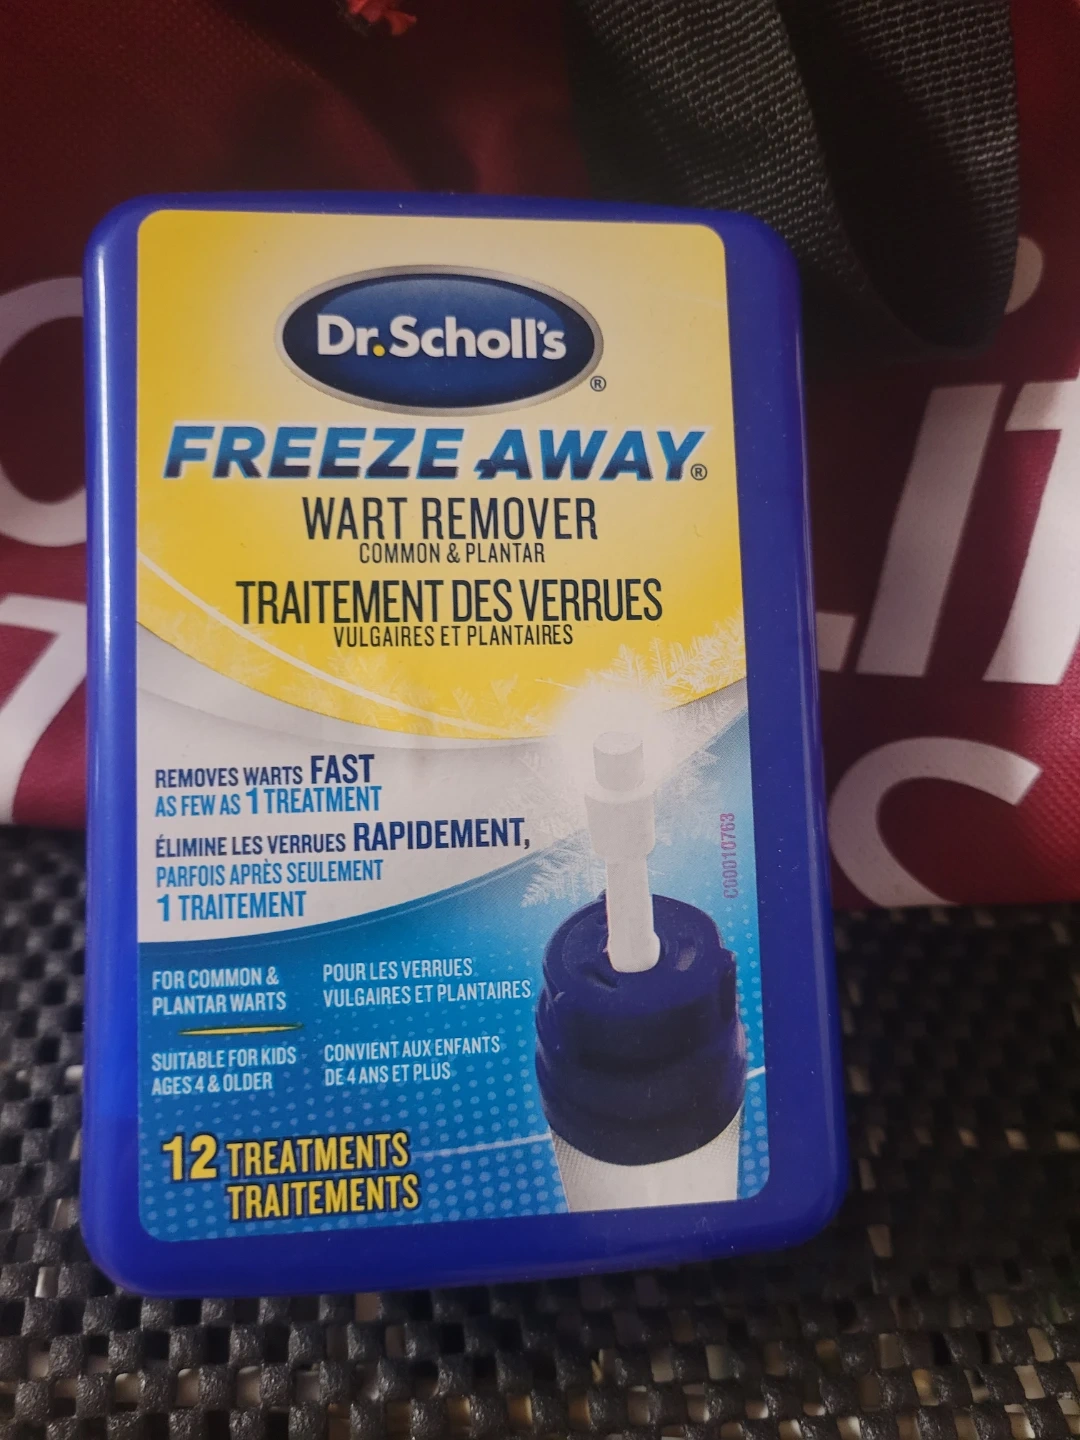 Dr.Scholl's®
FREEZE AWAY®
WART REMOVER
COMMON & PLANTAR
TRAITEMENT DES VERRUES
VULGAIRES ET PLANTAIRES
REMOVES WARTS FAST
AS FEW AS 1 TREATMENT
ÉLIMINE LES VERRUES RAPIDEMENT,
PARFOIS APRÈS SEULEMENT
1 TRAITEMENT
C00010763
FOR COMMON &
PLANTAR WARTS
POUR LES VERRUES
VULGAIRES ET PLANTAIRES
SUITABLE FOR KIDS
AGES 4 & OLDER
CONVIENT AUX ENFANTS
DE 4 ANS ET PLUS
12 TREATMENTS
TRAITEMENTS